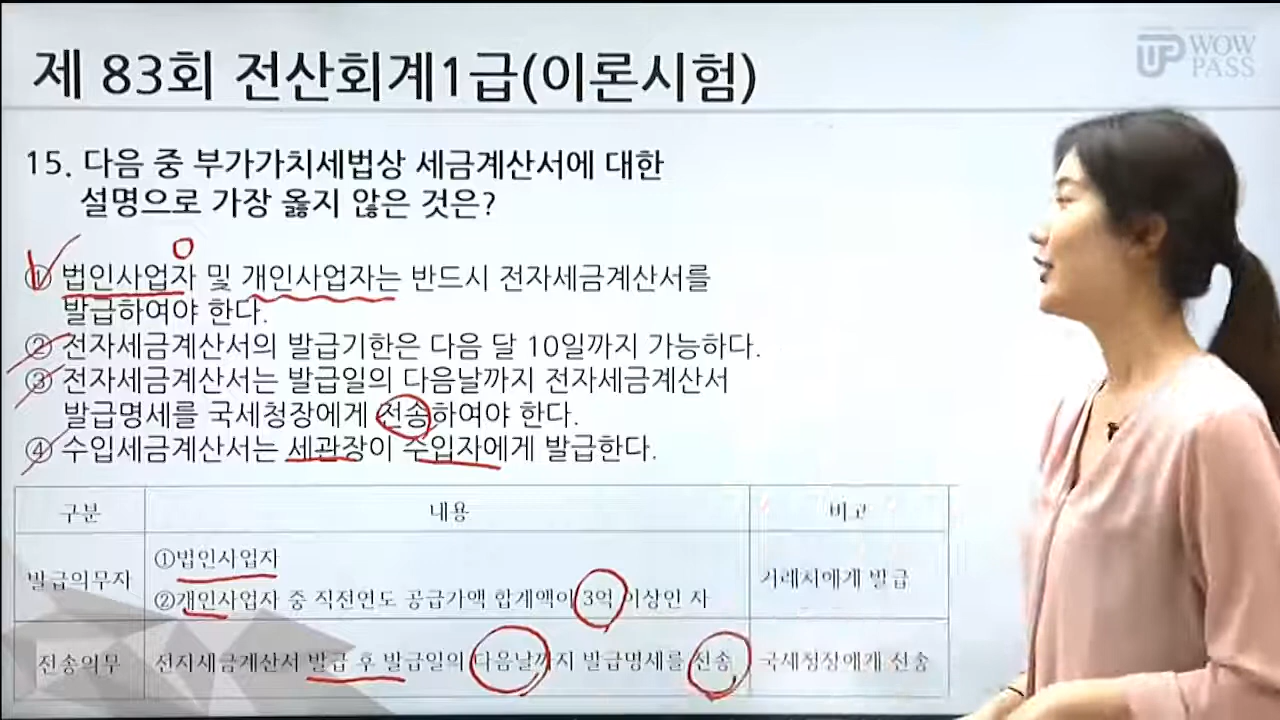 제 83회 전산회계1급(이론시험)
WOW
PASS
15. 다음 중 부가가치세법상 세금계산서에 대한
설명으로 가장 옳지 않은 것은?
① 법인사업자 및 개인사업자는 반드시 전자세금계산서를
발급하여야 한다.
② 전자세금계산서의 발급기한은 다음 달 10일까지 가능하다.
③ 전자세금계산서는 발급일의 다음날까지 전자세금계산서
발급명세를 국세청장에게 전송하여야 한다.
④ 수입세금계산서는 세관장이 수입자에게 발급한다.
구분 내용 비고
발급의무자
①법인사업자
②개인사업자 중 직전연도 공급가액 합계액이 3억 이상인 자
거래처에게 발급
전송의무 전자세금계산서 발급 후 발급일의 다음날까지 발급명세를 전송 국세청장에게 전송